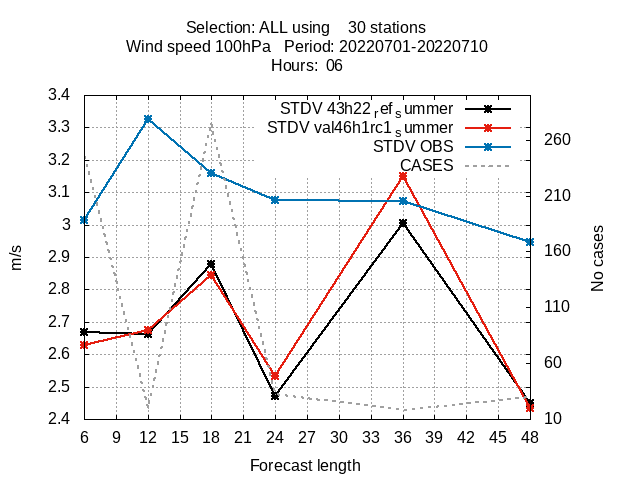 Selection: ALL using    30 stations
Wind speed 100hPa   Period: 20220701-20220710
Hours:  06
STDV 43h22ref summer
STDV val46h1rc1summer
STDV OBS
CASES
3.4
3.3
3.2
3.1
3
2.9
2.8
2.7
2.6
2.5
2.4
260
210
160
110
60
10
m/s
No cases
6 9 12 15 18 21 24 27 30 33 36 39 42 45 48
Forecast length